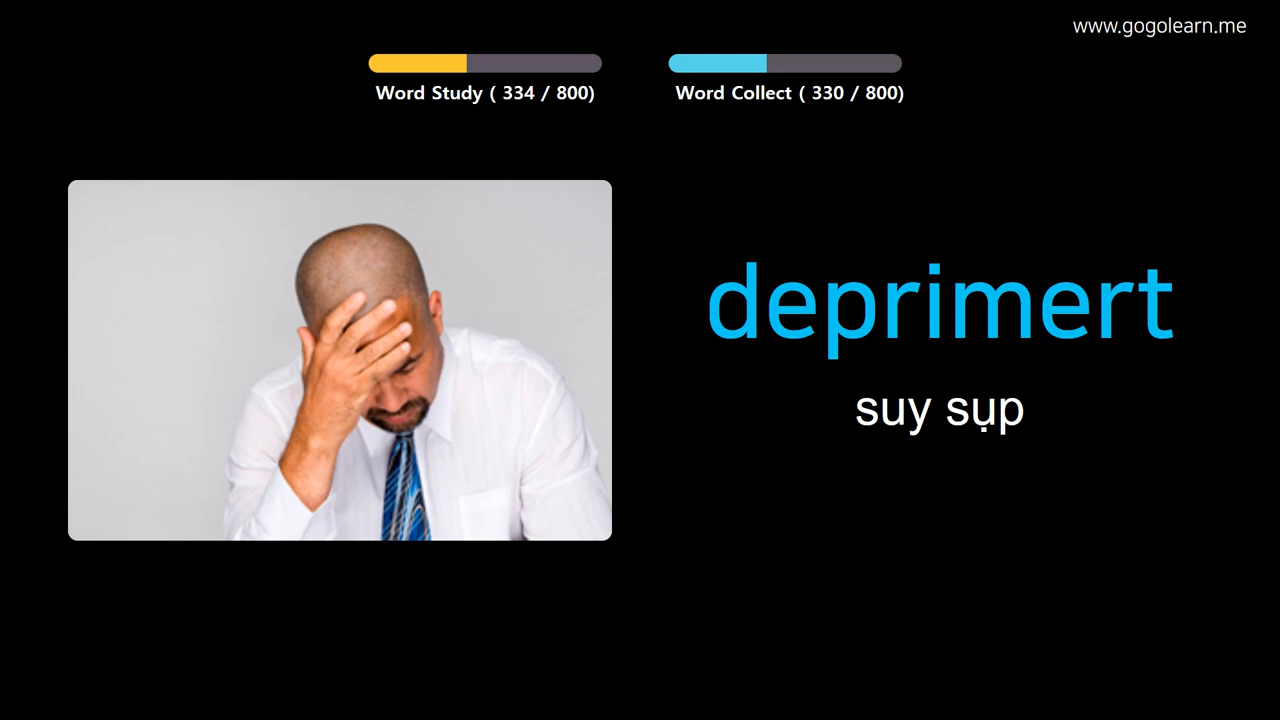 www.gogolearn.me
Word Study ( 334 / 800)
Word Collect ( 330 / 800)
deprimert
suy sụp